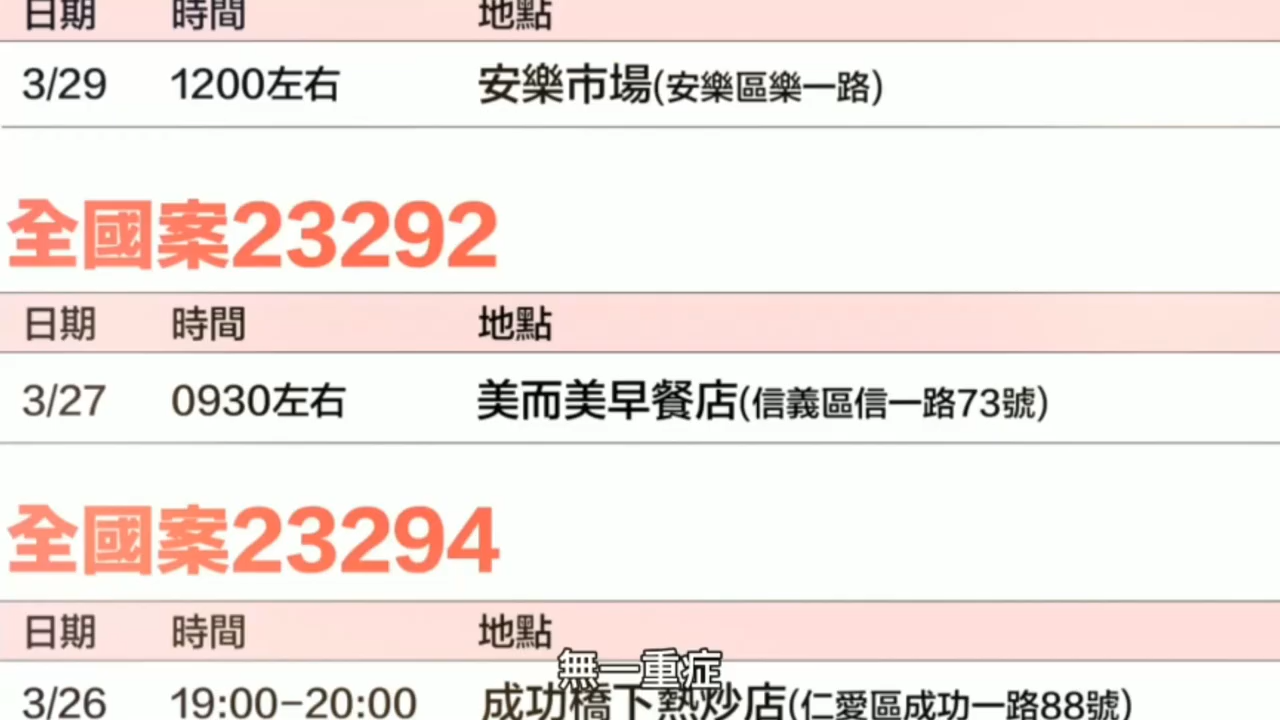 日期 時間 地點
3/29 1200左右 安樂市場(安樂區樂一路)
全國案23292
日期 時間 地點
3/27 0930左右 美而美早餐店(信義區信一路73號)
全國案23294
日期 時間 地點
無一重症
3/26 19:00-20:00 成功橋下熱炒店(仁愛區成功一路88號)